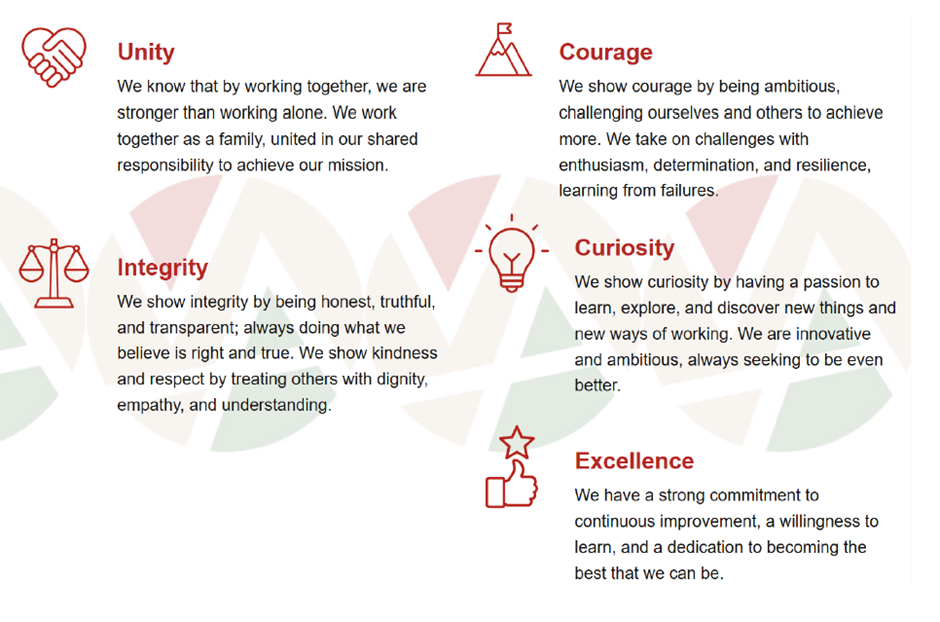 Unity
We know that by working together, we are
stronger than working alone. We work
together as a family, united in our shared
responsibility to achieve our mission.
Integrity
We show integrity by being honest, truthful,
and transparent; always doing what we
believe is right and true. We show kindness
and respect by treating others with dignity,
empathy, and understanding.
Courage
We show courage by being ambitious,
challenging ourselves and others to achieve
more. We take on challenges with
enthusiasm, determination, and resilience,
learning from failures.
Curiosity
We show curiosity by having a passion to
learn, explore, and discover new things and
new ways of working. We are innovative
and ambitious, always seeking to be even
better.
Excellence
We have a strong commitment to
continuous improvement, a willingness to
learn, and a dedication to becoming the
best that we can be.